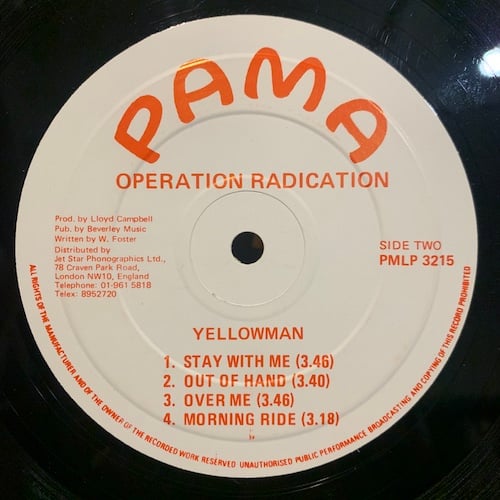 PAMA
OPERATION RADICATION
Prod. by Lloyd Campbell
Pub. by Beverley Music
Written by W. Foster
Distributed by
Jet Star Phonographics Ltd.,
78 Craven Park Road,
London NW10, England
Telephone: 01-961 5818
Telex: 8952720
SIDE TWO
PMLP 3215
YELLOWMAN
1. STAY WITH ME (3.46)
2. OUT OF HAND (3.40)
3. OVER ME (3.46)
4. MORNING RIDE (3.18)
ALL RIGHTS OF THE MANUFACTURER AND OF THE OWNER OF THE RECORDED WORK RESERVED UNAUTHORISED PUBLIC PERFORMANCE BROADCASTING AND COPYING OF THIS RECORD PROHIBITED